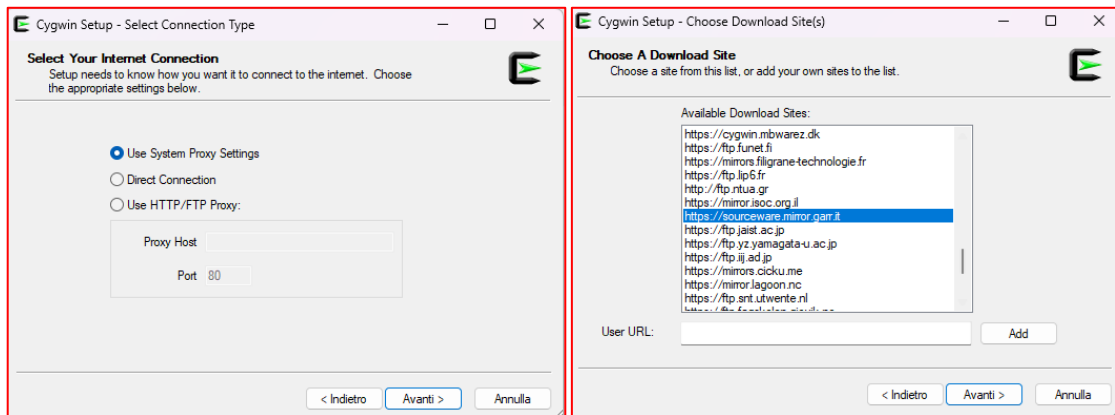 Cygwin Setup - Select Connection Type
Select Your Internet Connection
Setup needs to know how you want it to connect to the internet. Choose
the appropriate settings below.
Use System Proxy Settings
Direct Connection
Use HTTP/FTP Proxy:
Proxy Host
Port 80
< Indietro Avanti > Annulla
Cygwin Setup - Choose Download Site(s)
Choose A Download Site
Choose a site from this list, or add your own sites to the list.
Available Download Sites:
https://cygwin.mbwarez.dk
https://ftp.funet.fi
https://mirrors.filigrane-technologie.fr
https://ftp.lip6.fr
http://ftp.ntua.gr
https://mirror.isoc.org.il
https://sourceware.mirror.garr.it
https://ftp.jaist.ac.jp
https://ftp.yz.yamagata-u.ac.jp
https://ftp.iij.ad.jp
https://mirrors.cicku.me
https://mirror.lagoon.nc
https://ftp.snt.utwente.nl
User URL: Add
< Indietro Avanti > Annulla